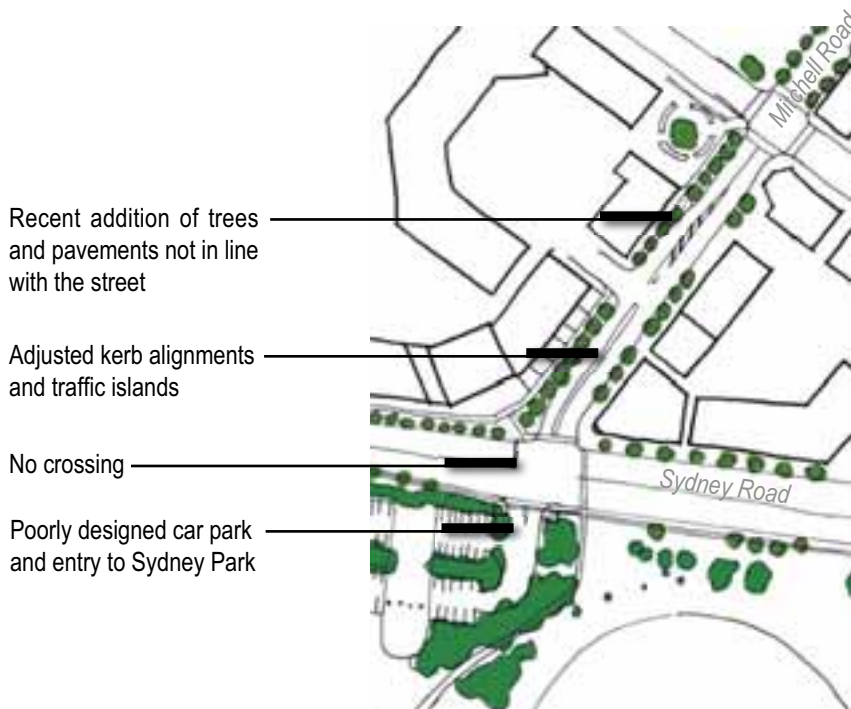 Mitchell Road
Recent addition of trees
and pavements not in line
with the street
Adjusted kerb alignments
and traffic islands
No crossing
Sydney Road
Poorly designed car park
and entry to Sydney Park